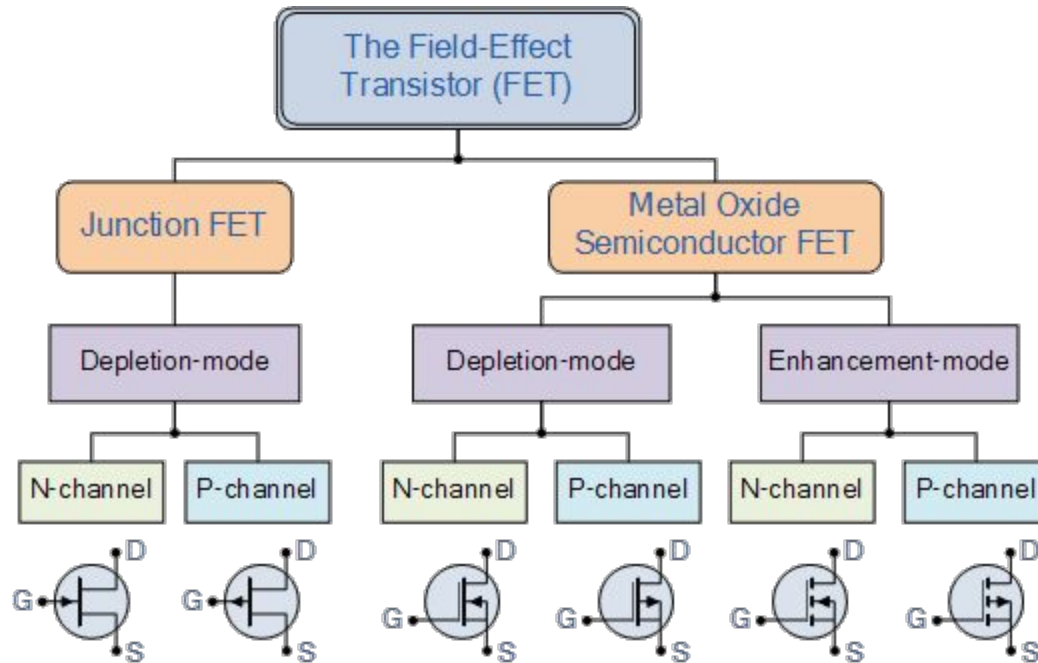 The Field-Effect
Transistor (FET)
Junction FET
Metal Oxide
Semiconductor FET
Depletion-mode
Depletion-mode
Enhancement-mode
N-channel
P-channel
N-channel
P-channel
N-channel
P-channel
D
D
D
D
D
D
G
G
G
G
G
G
S
S
S
S
S
S